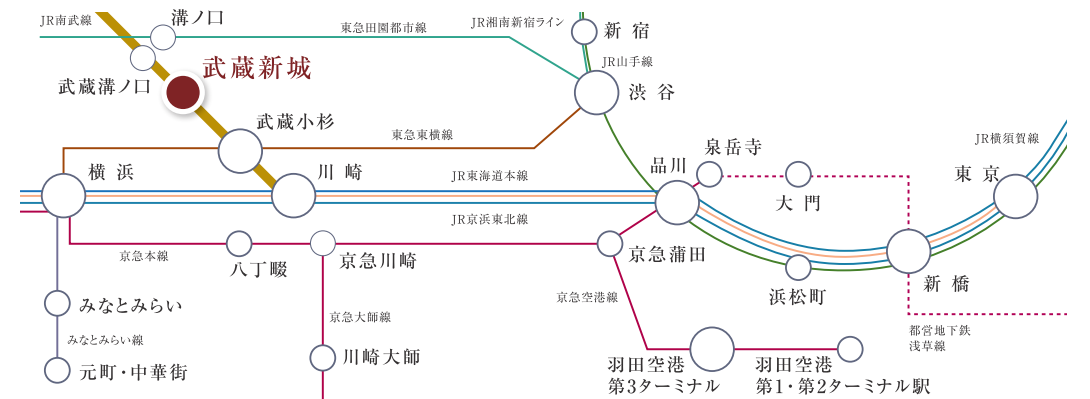 JR南武線
溝ノ口
東急田園都市線
JR湘南新宿ライン
新宿
武蔵溝ノ口
武蔵新城
JR山手線
渋谷
武蔵小杉
東急東横線
泉岳寺
JR横須賀線
横浜
川崎
JR東海道本線
品川
大門
東京
JR京浜東北線
京急本線
八丁畷
京急川崎
京急蒲田
浜松町
新橋
みなとみらい
京急大師線
京急空港線
みなとみらい線
都営地下鉄
浅草線
元町・中華街
川崎大師
羽田空港
第3ターミナル
羽田空港
第1・第2ターミナル駅